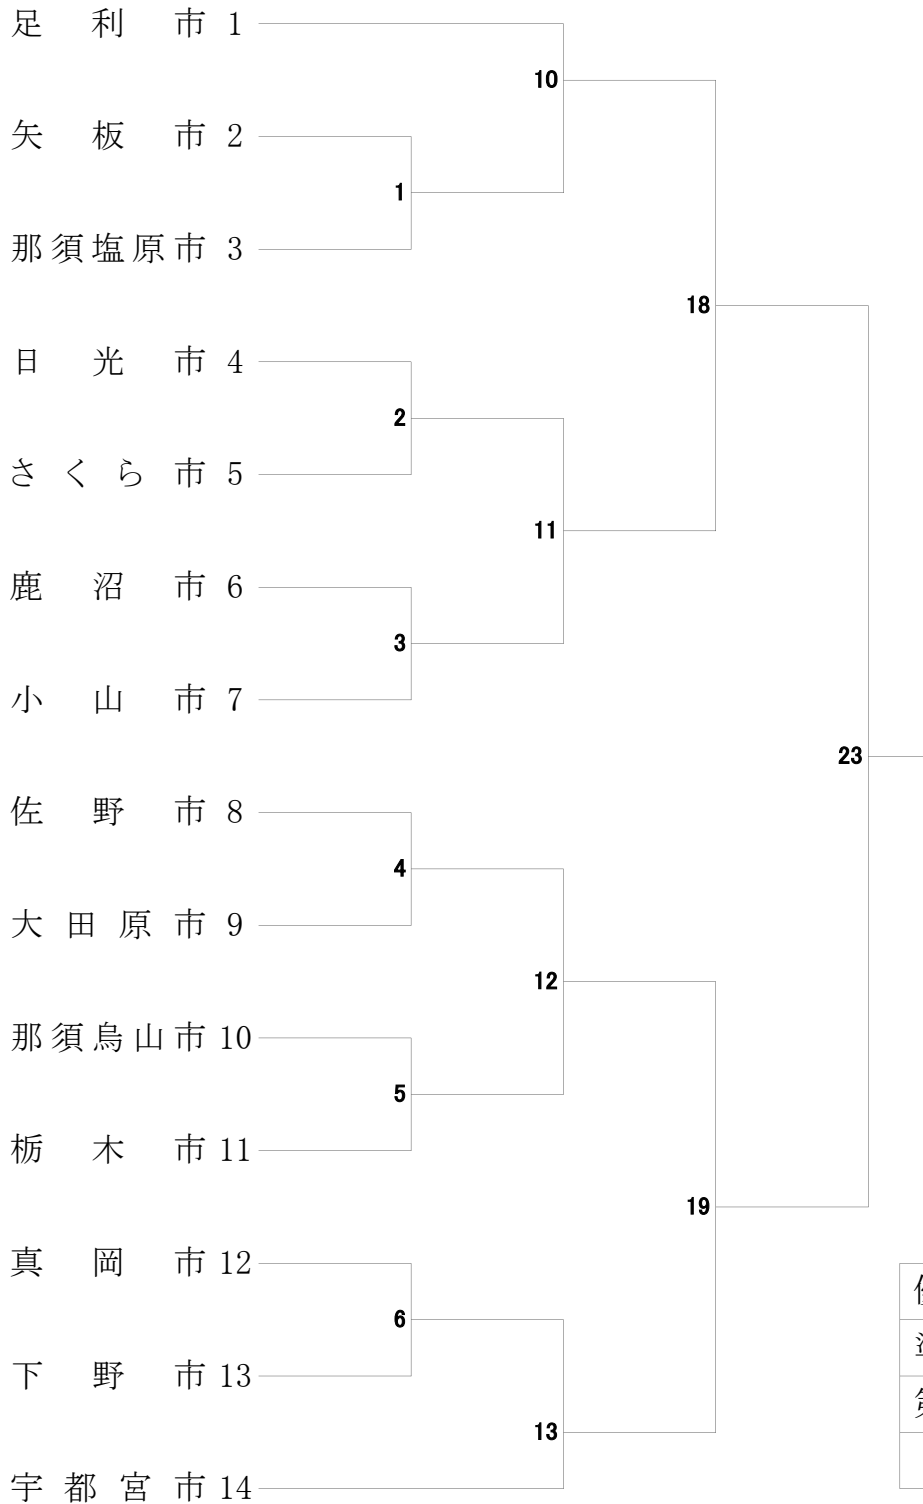 足利市 1
10
矢板市 2
1
那須塩原市 3
18
日光市 4
2
さくら市 5
11
鹿沼市 6
3
小山市 7
23
佐野市 8
4
大田原市 9
12
那須烏山市 10
5
栃木市 11
19
真岡市 12
6
下野市 13
13
宇都宮市 14